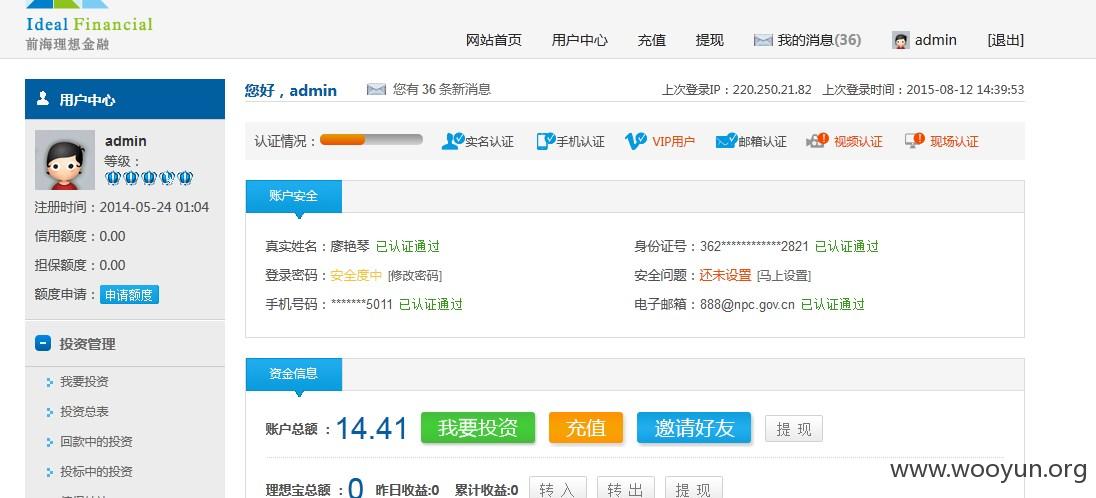 Ideal Financial
前海理想金融
网站首页 用户中心 充值 提现 我的消息(36) admin [退出]
用户中心
您好，admin 您有 36 条新消息 上次登录IP：220.250.21.82 上次登录时间：2015-08-12 14:39:53
admin
等级：
注册时间：2014-05-24 01:04
信用额度：0.00
担保额度：0.00
额度申请：申请额度
认证情况： 实名认证 手机认证 VIP用户 邮箱认证 视频认证 现场认证
账户安全
真实姓名：廖艳琴 已认证通过 身份证号：362************2821 已认证通过
登录密码：安全度中 [修改密码] 安全问题：还未设置 [马上设置]
手机号码：*******5011 已认证通过 电子邮箱：888@npc.gov.cn 已认证通过
投资管理
我要投资
投资总表
回款中的投资
投标中的投资
资金信息
账户总额 ：14.41 我要投资 充值 邀请好友 提 现
理想宝总额 ：0 昨日收益:0 累计收益:0 转 入 转 出 提 现
www.wooyun.org